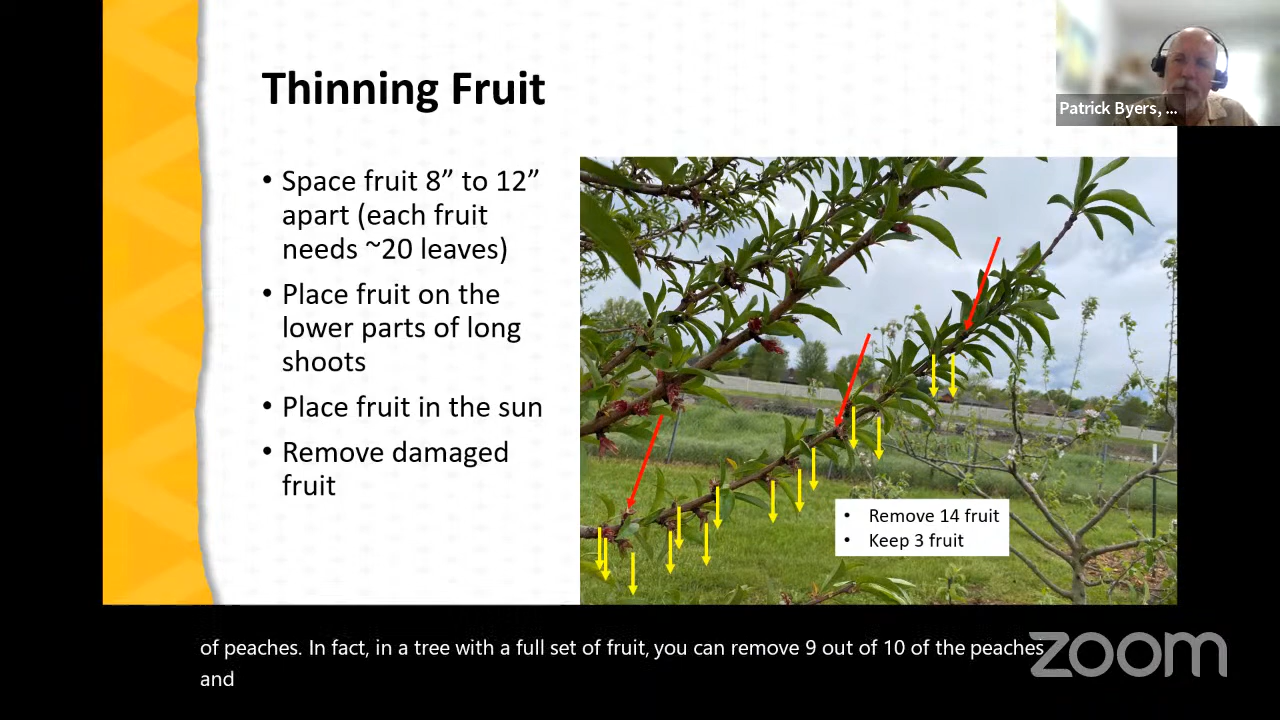 Thinning Fruit
Patrick Byers, ...
• Space fruit 8” to 12”
apart (each fruit
needs ~20 leaves)
• Place fruit on the
lower parts of long
shoots
• Place fruit in the sun
• Remove damaged
fruit
• Remove 14 fruit
• Keep 3 fruit
of peaches. In fact, in a tree with a full set of fruit, you can remove 9 out of 10 of the peaches
and
zoom